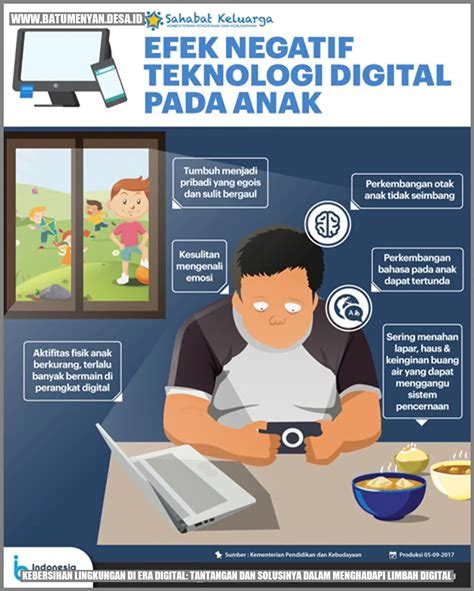 WWW.BATUMENYAN.DESA.ID
Sahabat Keluarga
KEMENTERIAN PENDIDIKAN DAN KEBUDAYAAN
EFEK NEGATIF
TEKNOLOGI DIGITAL
PADA ANAK
Tumbuh menjadi
pribadi yang egois
dan sulit bergaul
Perkembangan otak
anak tidak seimbang
Kesulitan
mengenali
emosi
Perkembangan
bahasa pada anak
dapat tertunda
Aktifitas fisik anak
berkurang, terlalu
banyak bermain di
perangkat digital
Sering menahan
lapar, haus &
keinginan buang
air yang dapat
menggangu
sistem
pencernaan
Sumber : Kementerian Pendidikan dan Kebudayaan
Produksi 05-09-2017
Indonesia
KEBERSIHAN LINGKUNGAN DI ERA DIGITAL: TANTANGAN DAN SOLUSINYA DALAM MENGHADAPI LIMBAH DIGITAL